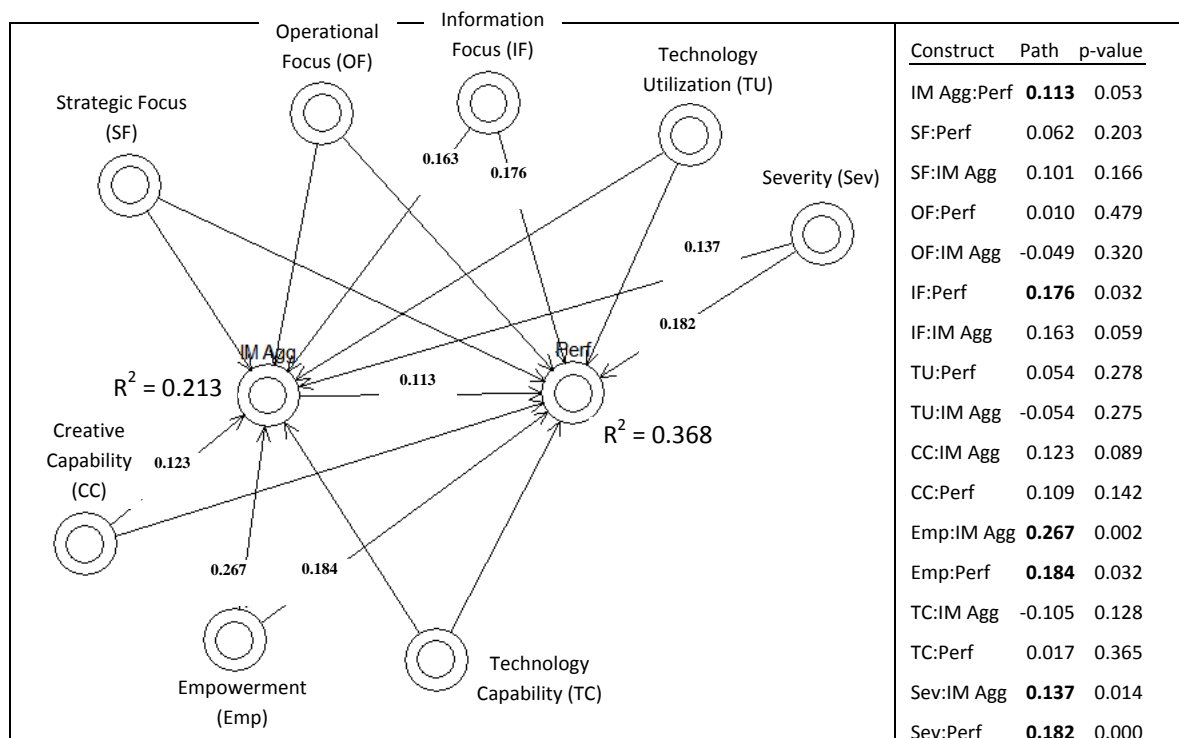 Operational
Focus (OF)
Information
Focus (IF)
Technology
Utilization (TU)
Strategic Focus
(SF)
Severity (Sev)
0.163
0.176
0.137
0.182
IM Agg
Perf
R² = 0.213
0.113
R² = 0.368
Creative
Capability
(CC)
0.123
0.267
0.184
Empowerment
(Emp)
Technology
Capability (TC)
Construct Path p-value
IM Agg:Perf 0.113 0.053
SF:Perf 0.062 0.203
SF:IM Agg 0.101 0.166
OF:Perf 0.010 0.479
OF:IM Agg -0.049 0.320
IF:Perf 0.176 0.032
IF:IM Agg 0.163 0.059
TU:Perf 0.054 0.278
TU:IM Agg -0.054 0.275
CC:IM Agg 0.123 0.089
CC:Perf 0.109 0.142
Emp:IM Agg 0.267 0.002
Emp:Perf 0.184 0.032
TC:IM Agg -0.105 0.128
TC:Perf 0.017 0.365
Sev:IM Agg 0.137 0.014
Sev:Perf 0.182 0.000